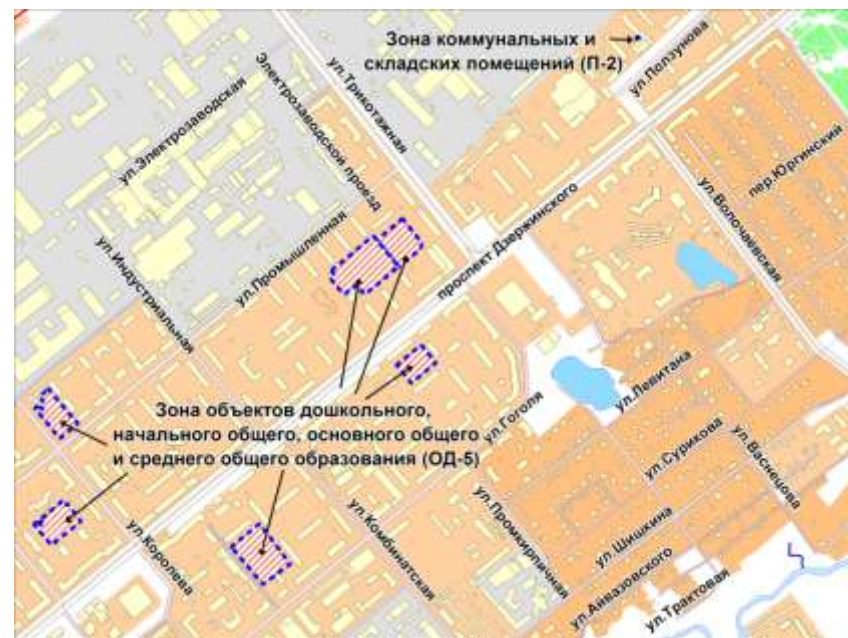 Зона коммунальных и
складских помещений (П-2)
ул.Ползунова
ул.Электрозаводская
Электрозаводской проезд
ул.Трикотажная
пер.Юргинский
ул.Волочаевская
ул.Промышленная
проспект Дзержинского
ул.Индустриальная
ул.Левитана
Зона объектов дошкольного,
начального общего, основного общего
и среднего общего образования (ОД-5)
ул.Гоголя
ул.Сурикова
ул.Васнецова
ул.Королева
ул.Комбинатская
ул.Промкирпичная
ул.Шишкина
ул.Айвазовского
ул.Трактовая